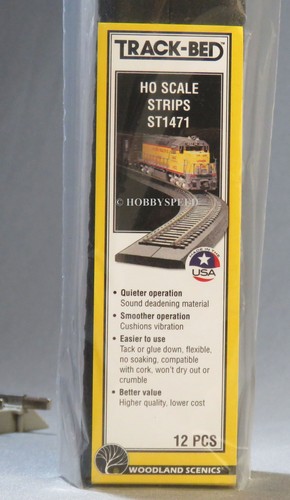 TRACK-BED™
HO SCALE
STRIPS
ST1471
© HOBBYSPEED
MADE IN THE
USA
• Quieter operation
Sound deadening material
• Smoother operation
Cushions vibration
• Easier to use
Tack or glue down, flexible,
no soaking, compatible
with cork, won't dry out or
crumble
• Better value
Higher quality, lower cost
12 PCS
WOODLAND SCENICS®